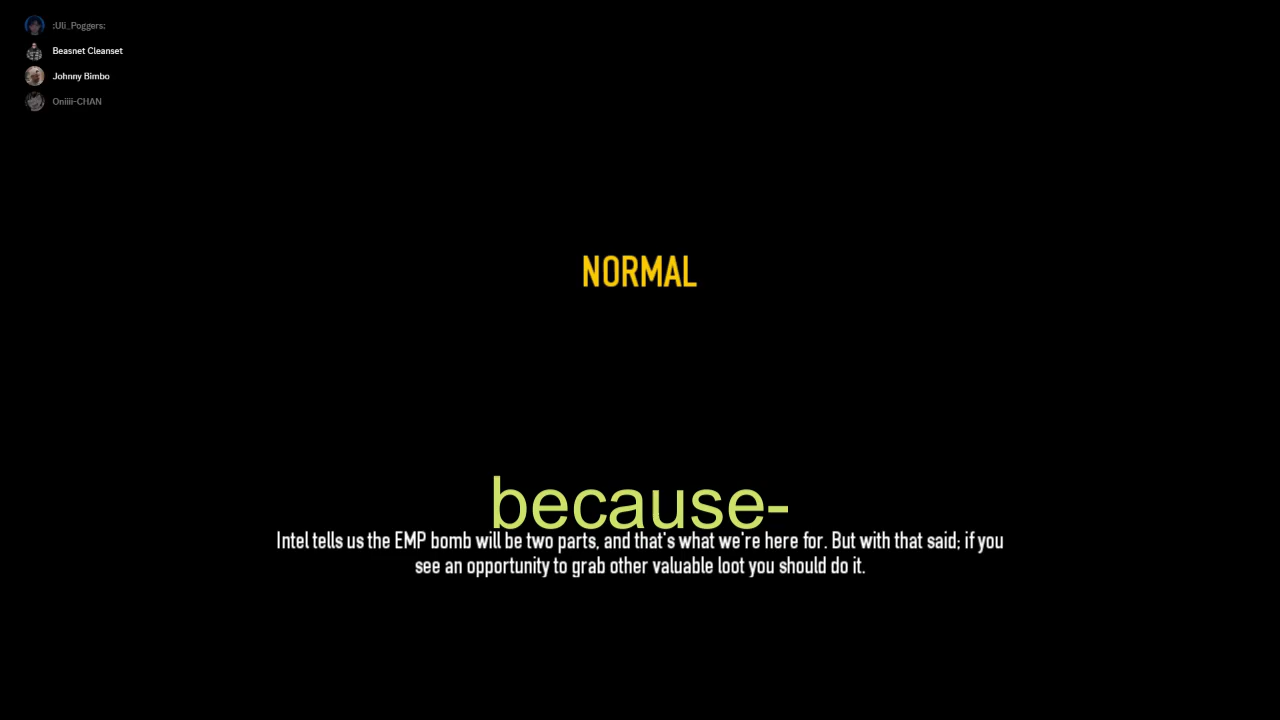 :Uli_Poggers:
Beasnet Cleanset
Johnny Bimbo
Oniiii-CHAN
NORMAL
because-
Intel tells us the EMP bomb will be two parts, and that's what we're here for. But with that said; if you
see an opportunity to grab other valuable loot you should do it.